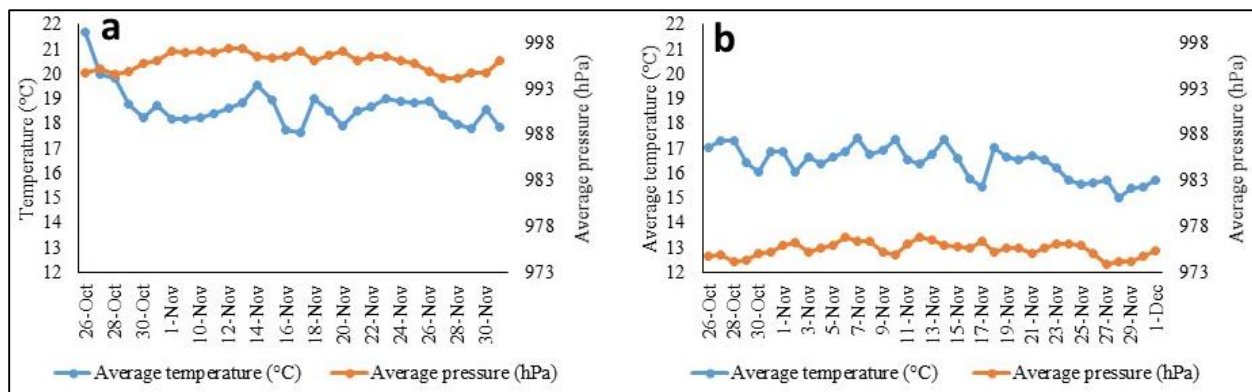 a
Temperature (°C)
22
21
20
19
18
17
16
15
14
13
12
998
993
988
983
978
973
Average pressure (hPa)
26-Oct
28-Oct
30-Oct
1-Nov
10-Nov
12-Nov
14-Nov
16-Nov
18-Nov
20-Nov
22-Nov
24-Nov
26-Nov
28-Nov
30-Nov
Average temperature (°C) Average pressure (hPa)
b
Average temperature (°C)
22
21
20
19
18
17
16
15
14
13
12
998
993
988
983
978
973
Average pressure (hPa)
26-Oct
28-Oct
30-Oct
1-Nov
3-Nov
5-Nov
7-Nov
9-Nov
11-Nov
13-Nov
15-Nov
17-Nov
19-Nov
21-Nov
23-Nov
25-Nov
27-Nov
29-Nov
1-Dec
Average temperature (°C) Average pressure (hPa)